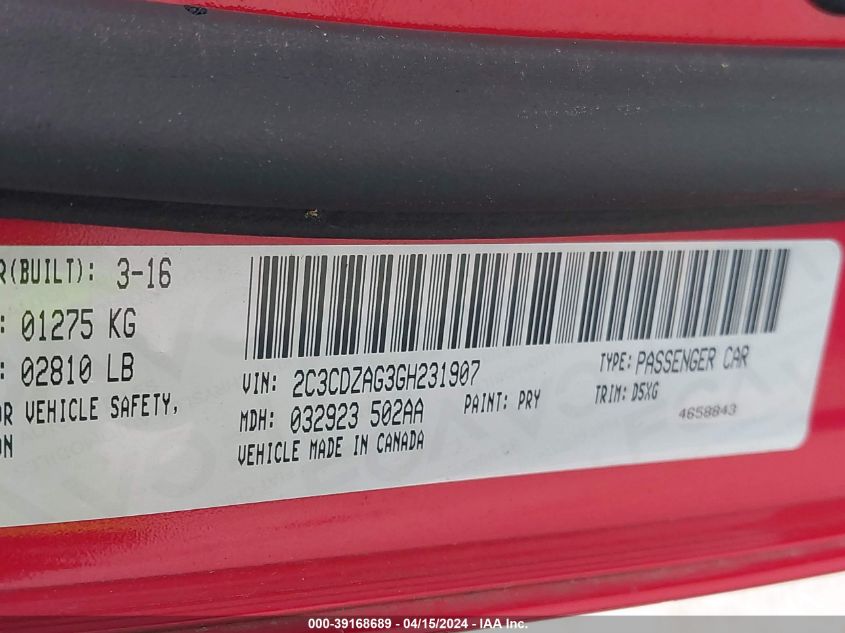 R(BUILT): 3-16
: 01275 KG
: 02810 LB
OR VEHICLE SAFETY,
ON
VIN: 2C3CDZAG3GH231907
TYPE: PASSENGER CAR
MDH: 032923 502AA
PAINT: PRY
TRIM: DSXG
4658843
VEHICLE MADE IN CANADA
000-39168689 - 04/15/2024 - IAA Inc.